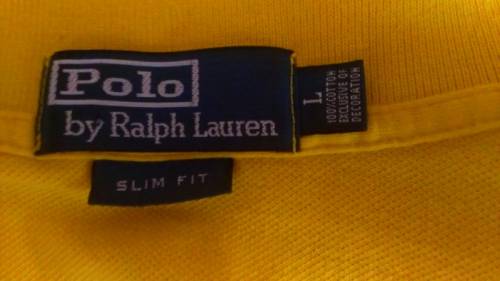 Polo
by Ralph Lauren
L
100% COTTON
EXCLUSIVE OF
DECORATION
SLIM FIT